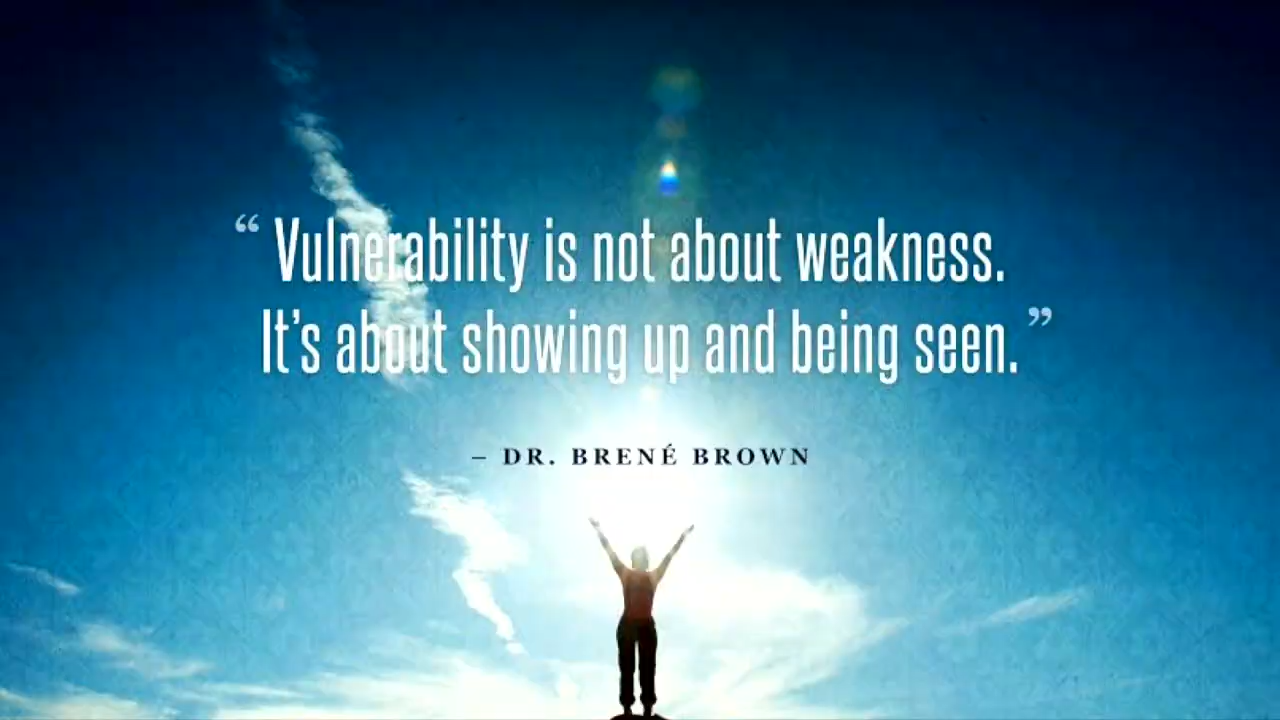 “ Vulnerability is not about weakness.
It’s about showing up and being seen. ”
– DR. BRENÉ BROWN